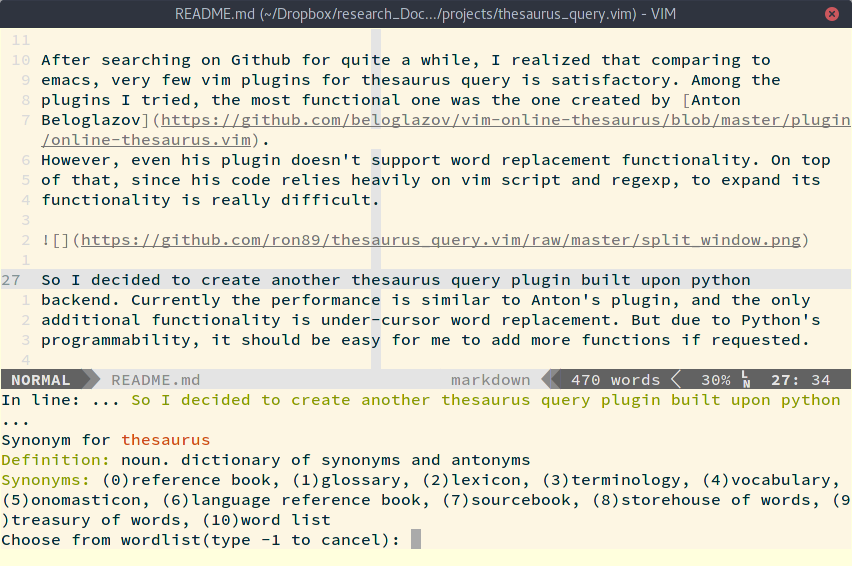 README.md (~/Dropbox/research_Doc.../projects/thesaurus_query.vim) - VIM
11
10 After searching on Github for quite a while, I realized that comparing to
9 emacs, very few vim plugins for thesaurus query is satisfactory. Among the
8 plugins I tried, the most functional one was the one created by [Anton
7 Beloglazov](https://github.com/beloglazov/vim-online-thesaurus/blob/master/plugin
/online-thesaurus.vim).
6 However, even his plugin doesn't support word replacement functionality. On top
5 of that, since his code relies heavily on vim script and regexp, to expand its
4 functionality is really difficult.
3
2 ![](https://github.com/ron89/thesaurus_query.vim/raw/master/split_window.png)
1
27 So I decided to create another thesaurus query plugin built upon python
1 backend. Currently the performance is similar to Anton's plugin, and the only
2 additional functionality is under-cursor word replacement. But due to Python's
3 programmability, it should be easy for me to add more functions if requested.
4
NORMAL README.md markdown 470 words 30% LN 27: 34
In line: ... So I decided to create another thesaurus query plugin built upon python
...
Synonym for thesaurus
Definition: noun. dictionary of synonyms and antonyms
Synonyms: (0)reference book, (1)glossary, (2)lexicon, (3)terminology, (4)vocabulary,
(5)onomasticon, (6)language reference book, (7)sourcebook, (8)storehouse of words, (9
)treasury of words, (10)word list
Choose from wordlist(type -1 to cancel):